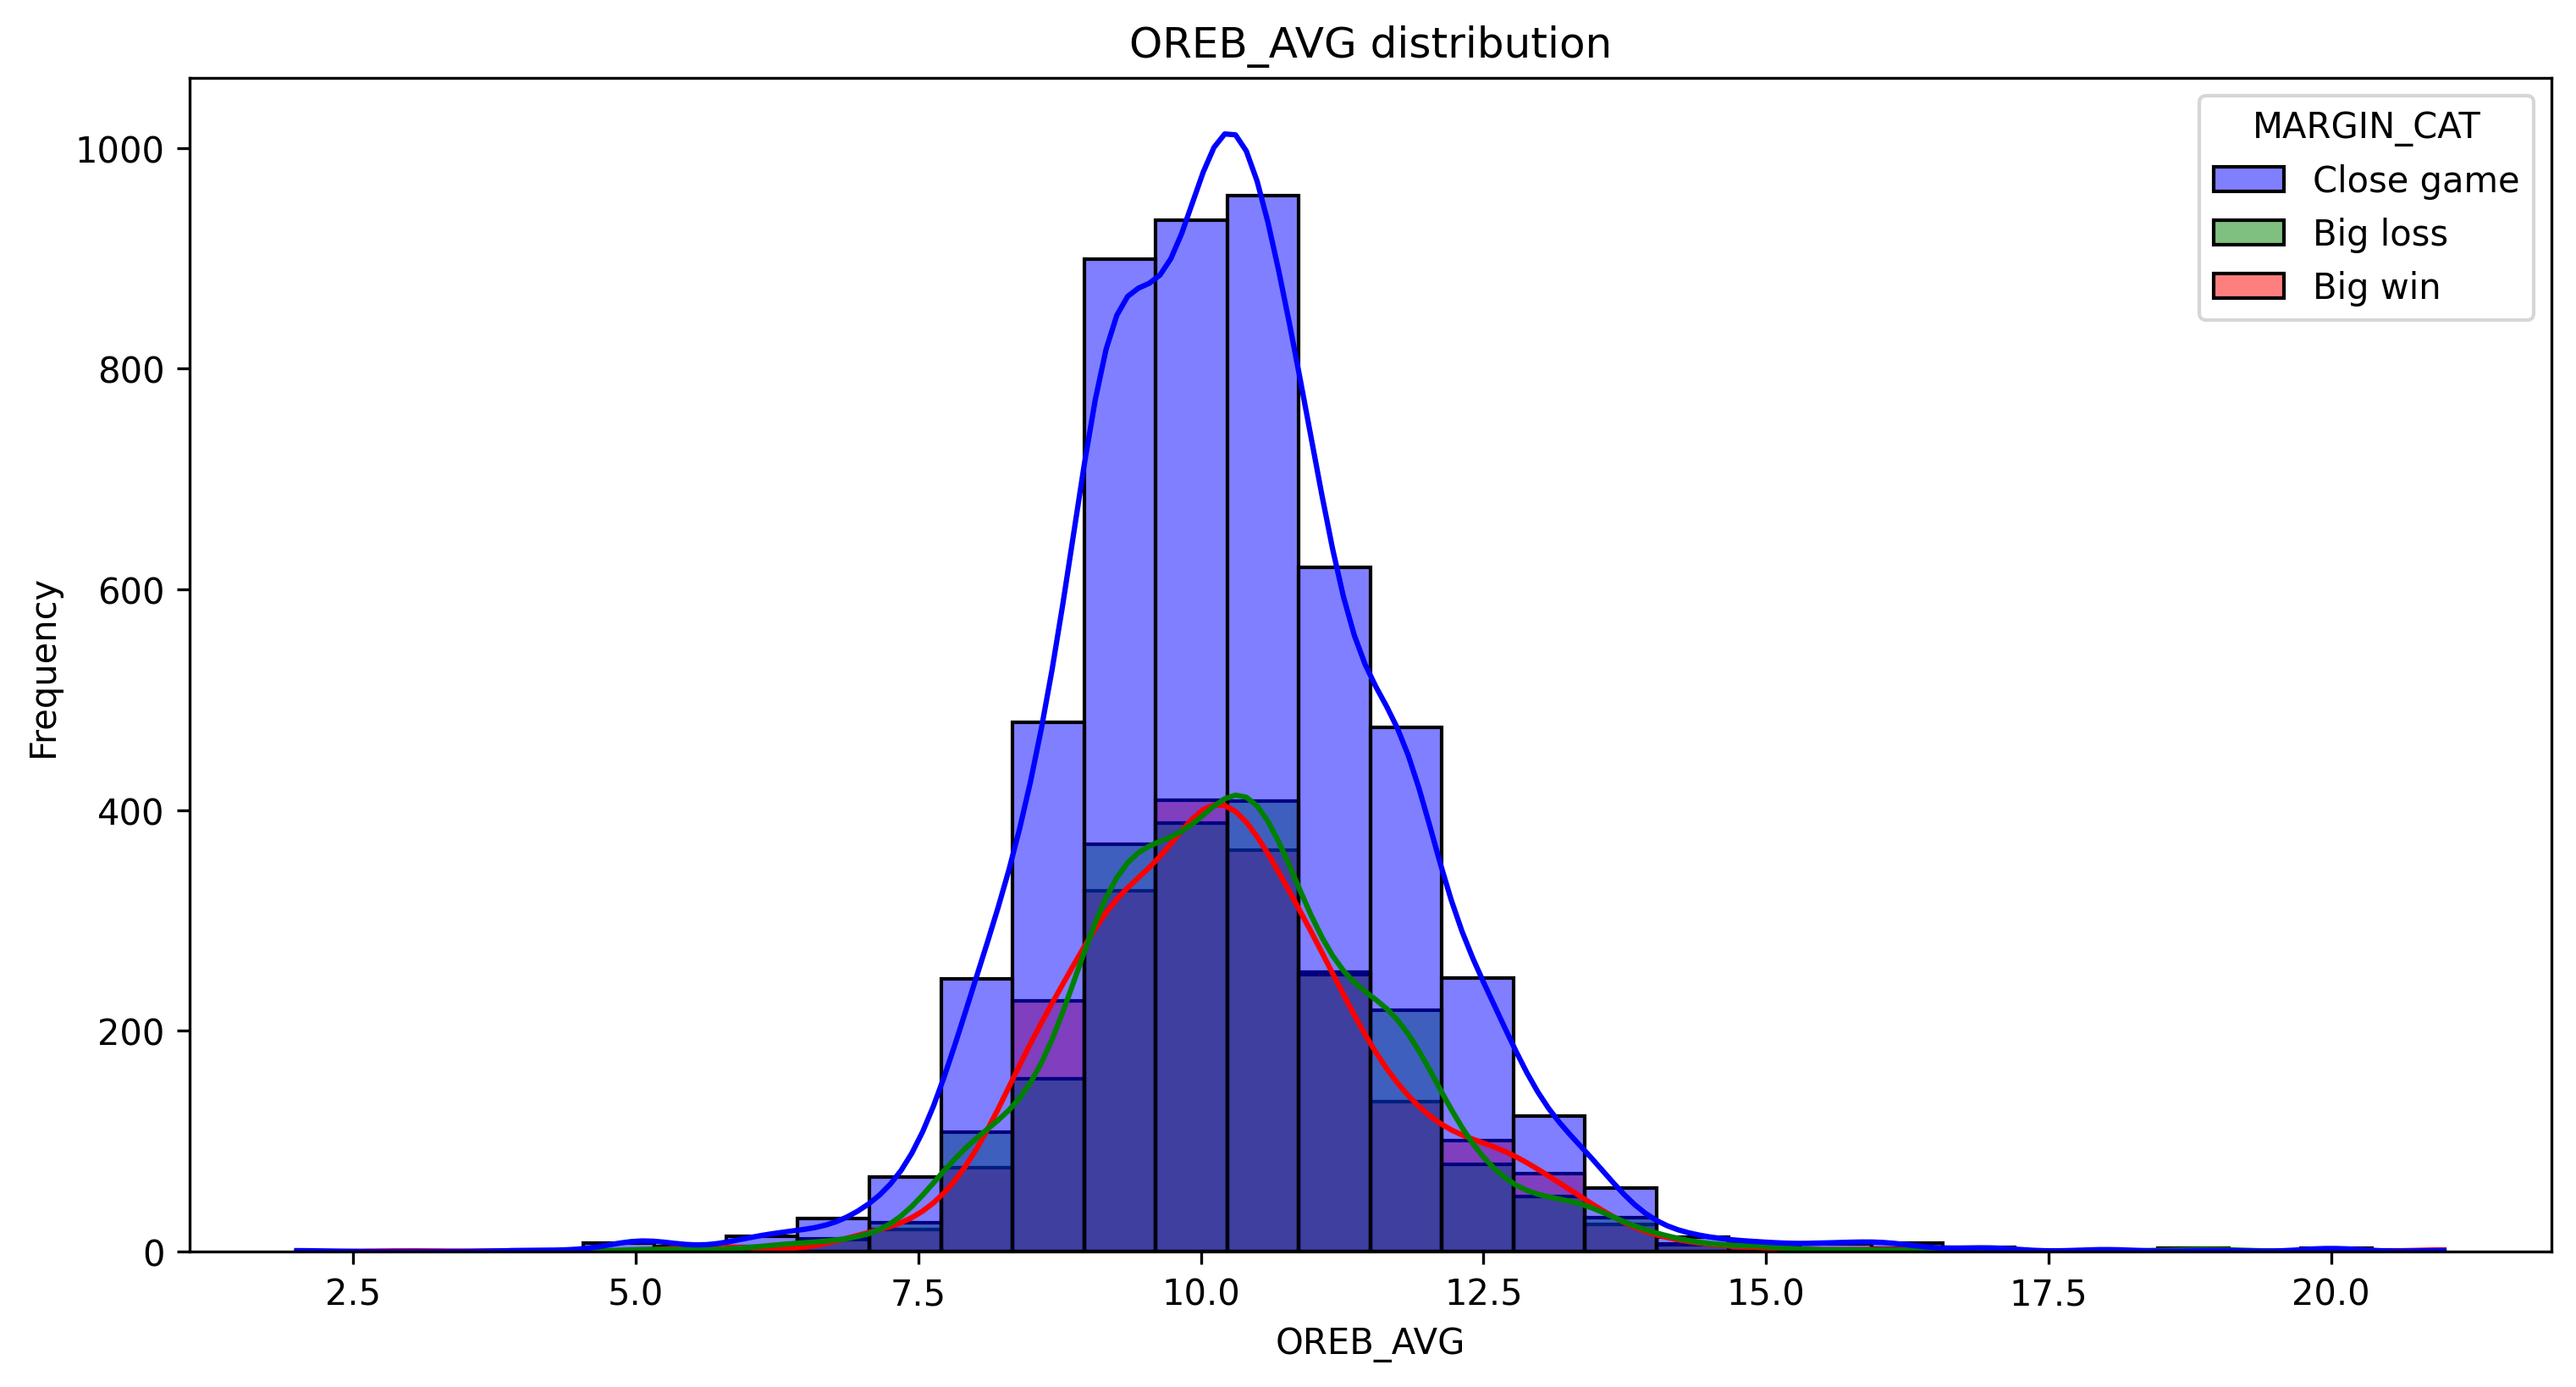 OREB_AVG distribution
MARGIN_CAT
Close game
Big loss
Big win
Frequency
1000
800
600
400
200
0
2.5 5.0 7.5 10.0 12.5 15.0 17.5 20.0
OREB_AVG